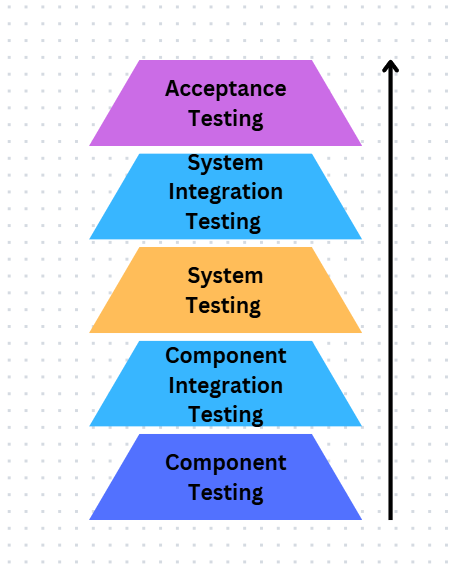 Acceptance
Testing
System
Integration
Testing
System
Testing
Component
Integration
Testing
Component
Testing